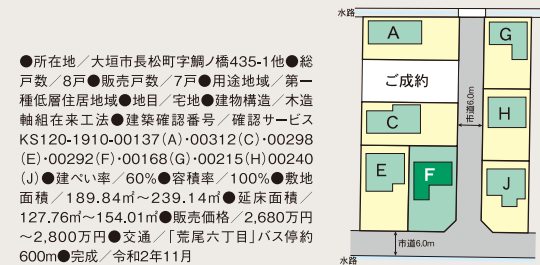 ●所在地／大垣市長松町字鯛ノ橋435-1他●総
戸数／8戸●販売戸数／7戸●用途地域／第一
種低層住居地域●地目／宅地●建物構造／木造
軸組在来工法●建築確認番号／確認サービス
KS120-1910-00137(A)・00312(C)・00298
(E)・00292(F)・00168(G)・00215(H)00240
(J)●建ぺい率／60%●容積率／100%●敷地
面積／189.84㎡〜239.14㎡●延床面積／
127.76㎡〜154.01㎡●販売価格／2,680万円
〜2,800万円●交通／「荒尾六丁目」バス停約
600m●完成／令和2年11月
水路
A
G
ご成約
市道6.0m
C
H
E
F
J
市道6.0m
水路